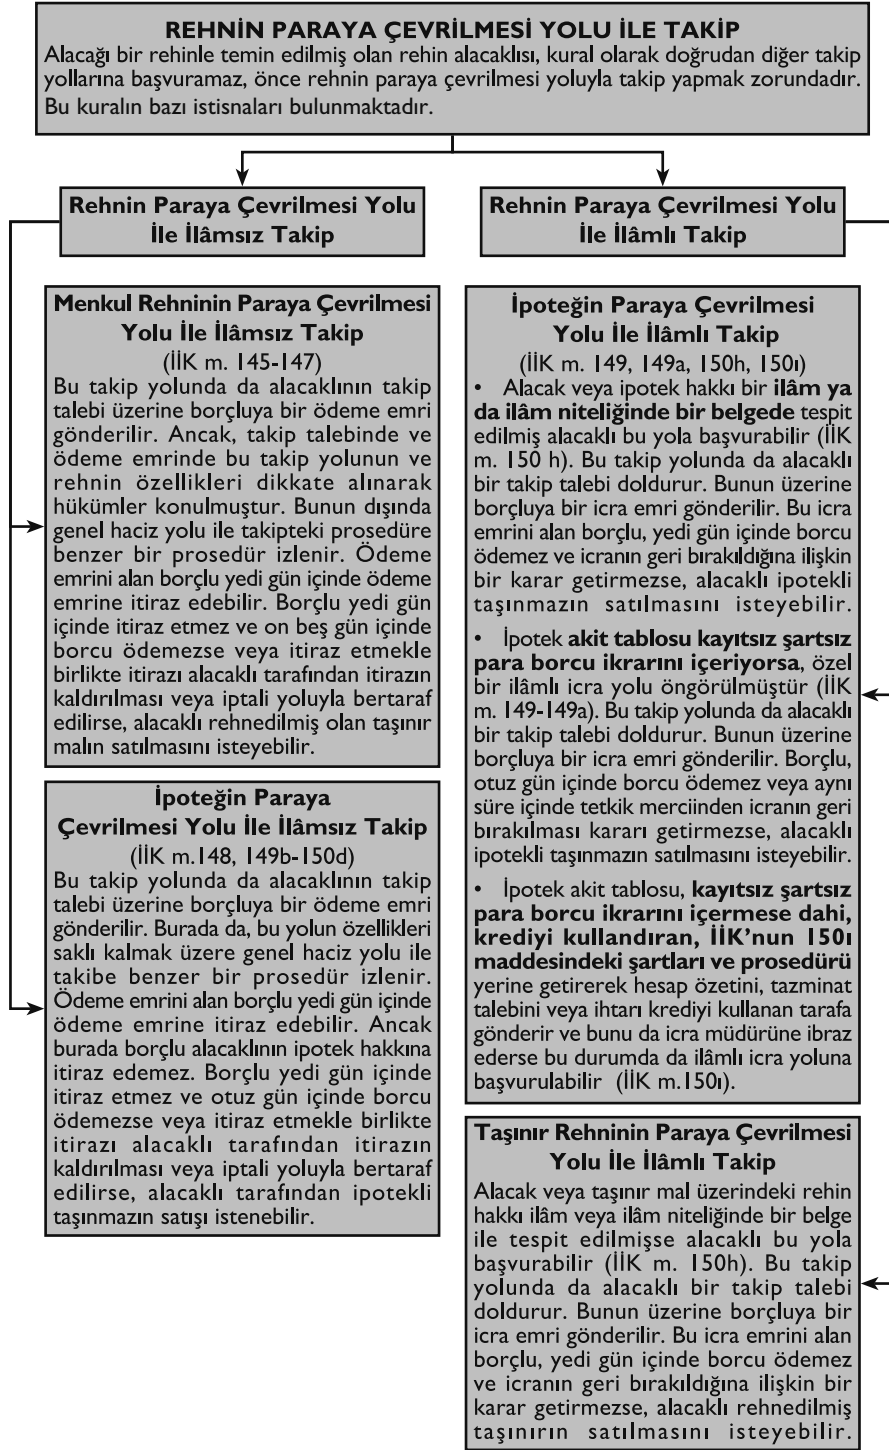 REHNİN PARAYA ÇEVRİLMESİ YOLU İLE TAKİP
Alacağı bir rehinle temin edilmiş olan rehin alacaklısı, kural olarak doğrudan diğer takip
yollarına başvuramaz, önce rehnin paraya çevrilmesi yoluyla takip yapmak zorundadır.
Bu kuralın bazı istisnaları bulunmaktadır.
Rehnin Paraya Çevrilmesi Yolu
İle İlâmsız Takip
Menkul Rehninin Paraya Çevrilmesi
Yolu İle İlâmsız Takip
(İİK m. 145-147)
Bu takip yolunda da alacaklının takip
talebi üzerine borçluya bir ödeme emri
gönderilir. Ancak, takip talebinde ve
ödeme emrinde bu takip yolunun ve
rehnin özellikleri dikkate alınarak
hükümler konulmuştur. Bunun dışında
genel haciz yolu ile takipteki prosedüre
benzer bir prosedür izlenir. Ödeme
emrini alan borçlu yedi gün içinde ödeme
emrine itiraz edebilir. Borçlu yedi gün
içinde itiraz etmez ve on beş gün içinde
borcu ödemezse veya itiraz etmekle
birlikte itirazı alacaklı tarafından itirazın
kaldırılması veya iptali yoluyla bertaraf
edilirse, alacaklı rehnedilmiş olan taşınır
malın satılmasını isteyebilir.
İpoteğin Paraya
Çevrilmesi Yolu İle İlâmsız Takip
(İİK m.148, 149b-150d)
Bu takip yolunda da alacaklının takip
talebi üzerine borçluya bir ödeme emri
gönderilir. Burada da, bu yolun özellikleri
saklı kalmak üzere genel haciz yolu ile
takibe benzer bir prosedür izlenir.
Ödeme emrini alan borçlu yedi gün içinde
ödeme emrine itiraz edebilir. Ancak
burada borçlu alacaklının ipotek hakkına
itiraz edemez. Borçlu yedi gün içinde
itiraz etmez ve otuz gün içinde borcu
ödemezse veya itiraz etmekle birlikte
itirazı alacaklı tarafından itirazın
kaldırılması veya iptali yoluyla bertaraf
edilirse, alacaklı tarafından ipotekli
taşınmazın satışı istenebilir.
Rehnin Paraya Çevrilmesi Yolu
İle İlâmlı Takip
İpoteğin Paraya Çevrilmesi
Yolu İle İlâmlı Takip
(İİK m. 149, 149a, 150h, 150ı)
• Alacak veya ipotek hakkı bir ilâm ya
da ilâm niteliğinde bir belgede tespit
edilmiş alacaklı bu yola başvurabilir (İİK
m. 150 h). Bu takip yolunda da alacaklı
bir takip talebi doldurur. Bunun üzerine
borçluya bir icra emri gönderilir. Bu icra
emrini alan borçlu, yedi gün içinde borcu
ödemez ve icranın geri bırakıldığına ilişkin
bir karar getirmezse, alacaklı ipotekli
taşınmazın satılmasını isteyebilir.
• İpotek akit tablosu kayıtsız şartsız
para borcu ikrarını içeriyorsa, özel
bir ilâmlı icra yolu öngörülmüştür (İİK
m. 149-149a). Bu takip yolunda da alacaklı
bir takip talebi doldurur. Bunun üzerine
borçluya bir icra emri gönderilir. Borçlu,
otuz gün içinde borcu ödemez veya aynı
süre içinde tetkik merciinden icranın geri
bırakılması kararı getirmezse, alacaklı
ipotekli taşınmazın satılmasını isteyebilir.
• İpotek akit tablosu, kayıtsız şartsız
para borcu ikrarını içermese dahi,
krediyi kullandıran, İİK’nun 150ı
maddesindeki şartları ve prosedürü
yerine getirerek hesap özetini, tazminat
talebini veya ihtarı krediyi kullanan tarafa
gönderir ve bunu da icra müdürüne ibraz
ederse bu durumda da ilâmlı icra yoluna
başvurulabilir (İİK m.150ı).
Taşınır Rehninin Paraya Çevrilmesi
Yolu İle İlâmlı Takip
Alacak veya taşınır mal üzerindeki rehin
hakkı ilâm veya ilâm niteliğinde bir belge
ile tespit edilmişse alacaklı bu yola
başvurabilir (İİK m. 150h). Bu takip
yolunda da alacaklı bir takip talebi
doldurur. Bunun üzerine borçluya bir
icra emri gönderilir. Bu icra emrini alan
borçlu, yedi gün içinde borcu ödemez
ve icranın geri bırakıldığına ilişkin bir
karar getirmezse, alacaklı rehnedilmiş
taşınırın satılmasını isteyebilir.